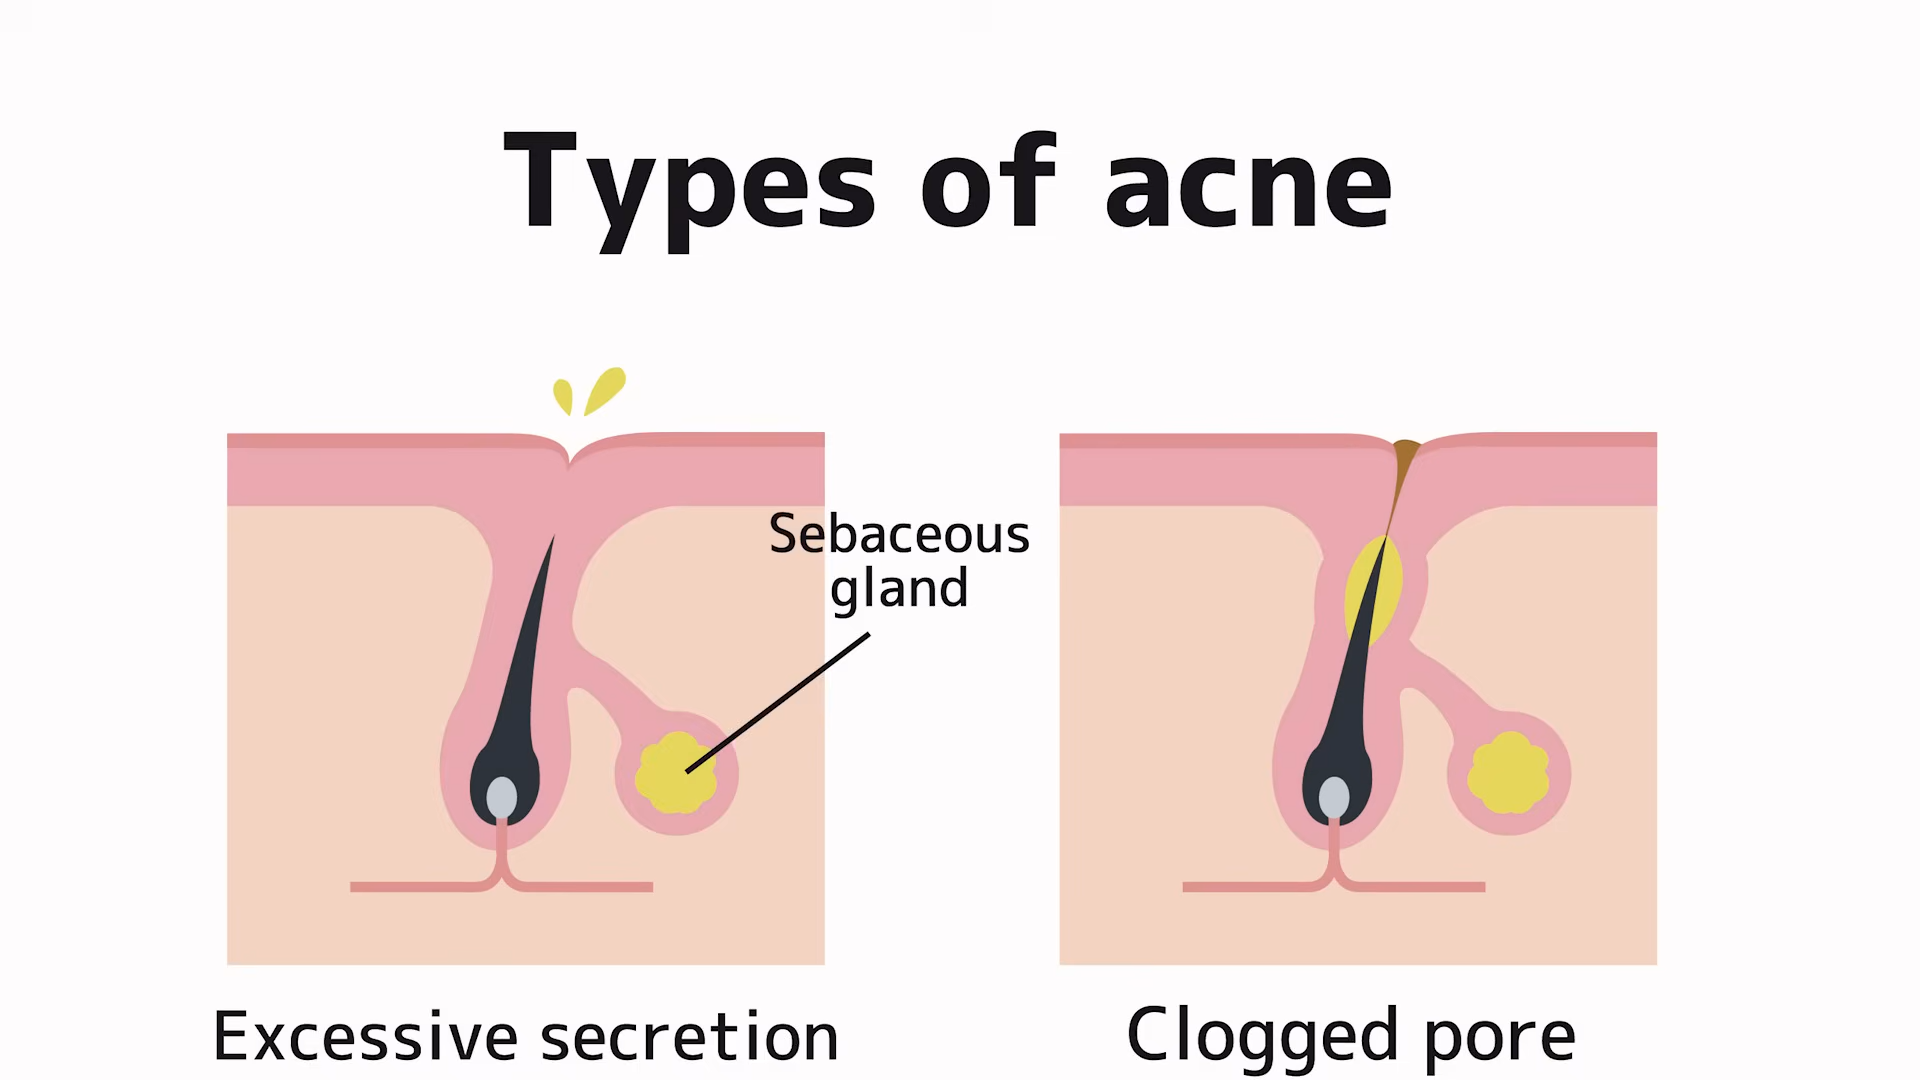 Types of acne
Sebaceous
gland
Excessive secretion
Clogged pore